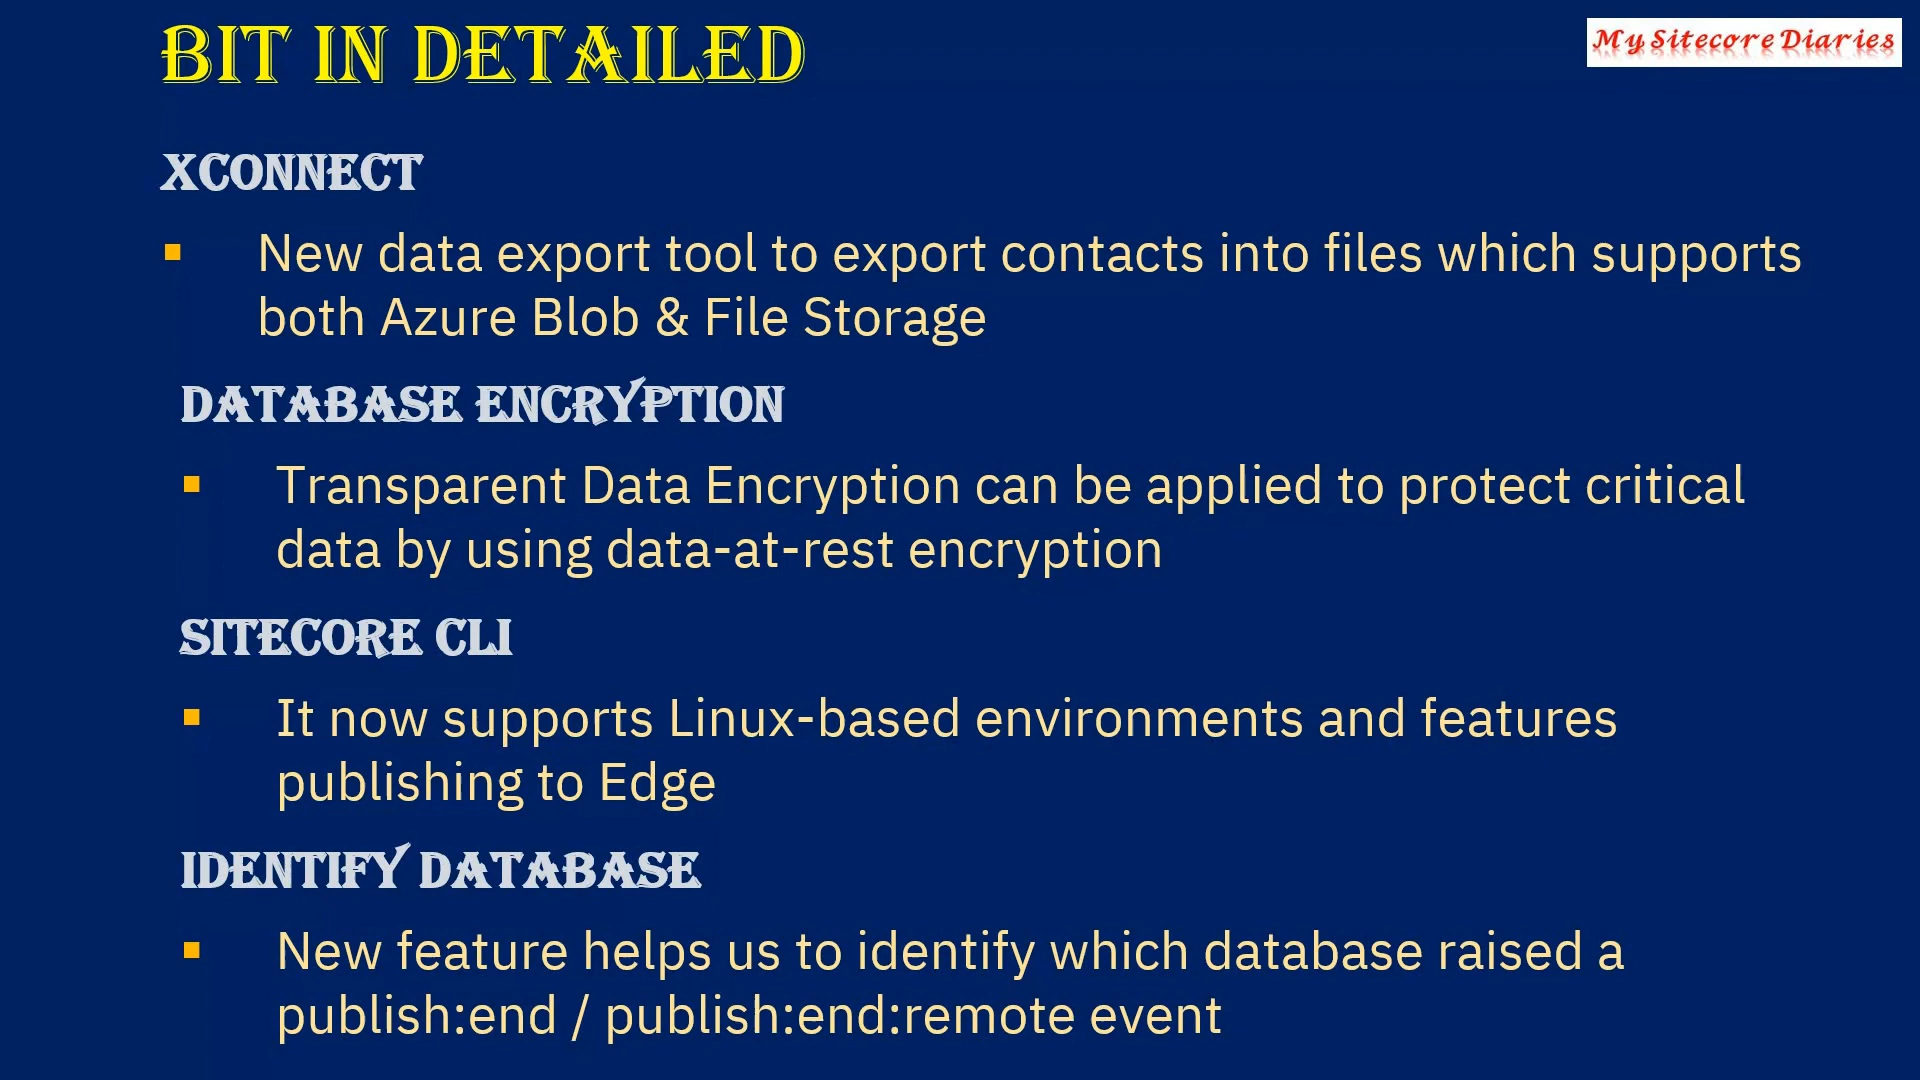 BIT IN DETAILED
My Sitecore Diaries
XCONNECT
New data export tool to export contacts into files which supports
both Azure Blob & File Storage
DATABASE ENCRYPTION
Transparent Data Encryption can be applied to protect critical
data by using data-at-rest encryption
SITECORE CLI
It now supports Linux-based environments and features
publishing to Edge
IDENTIFY DATABASE
New feature helps us to identify which database raised a
publish:end / publish:end:remote event